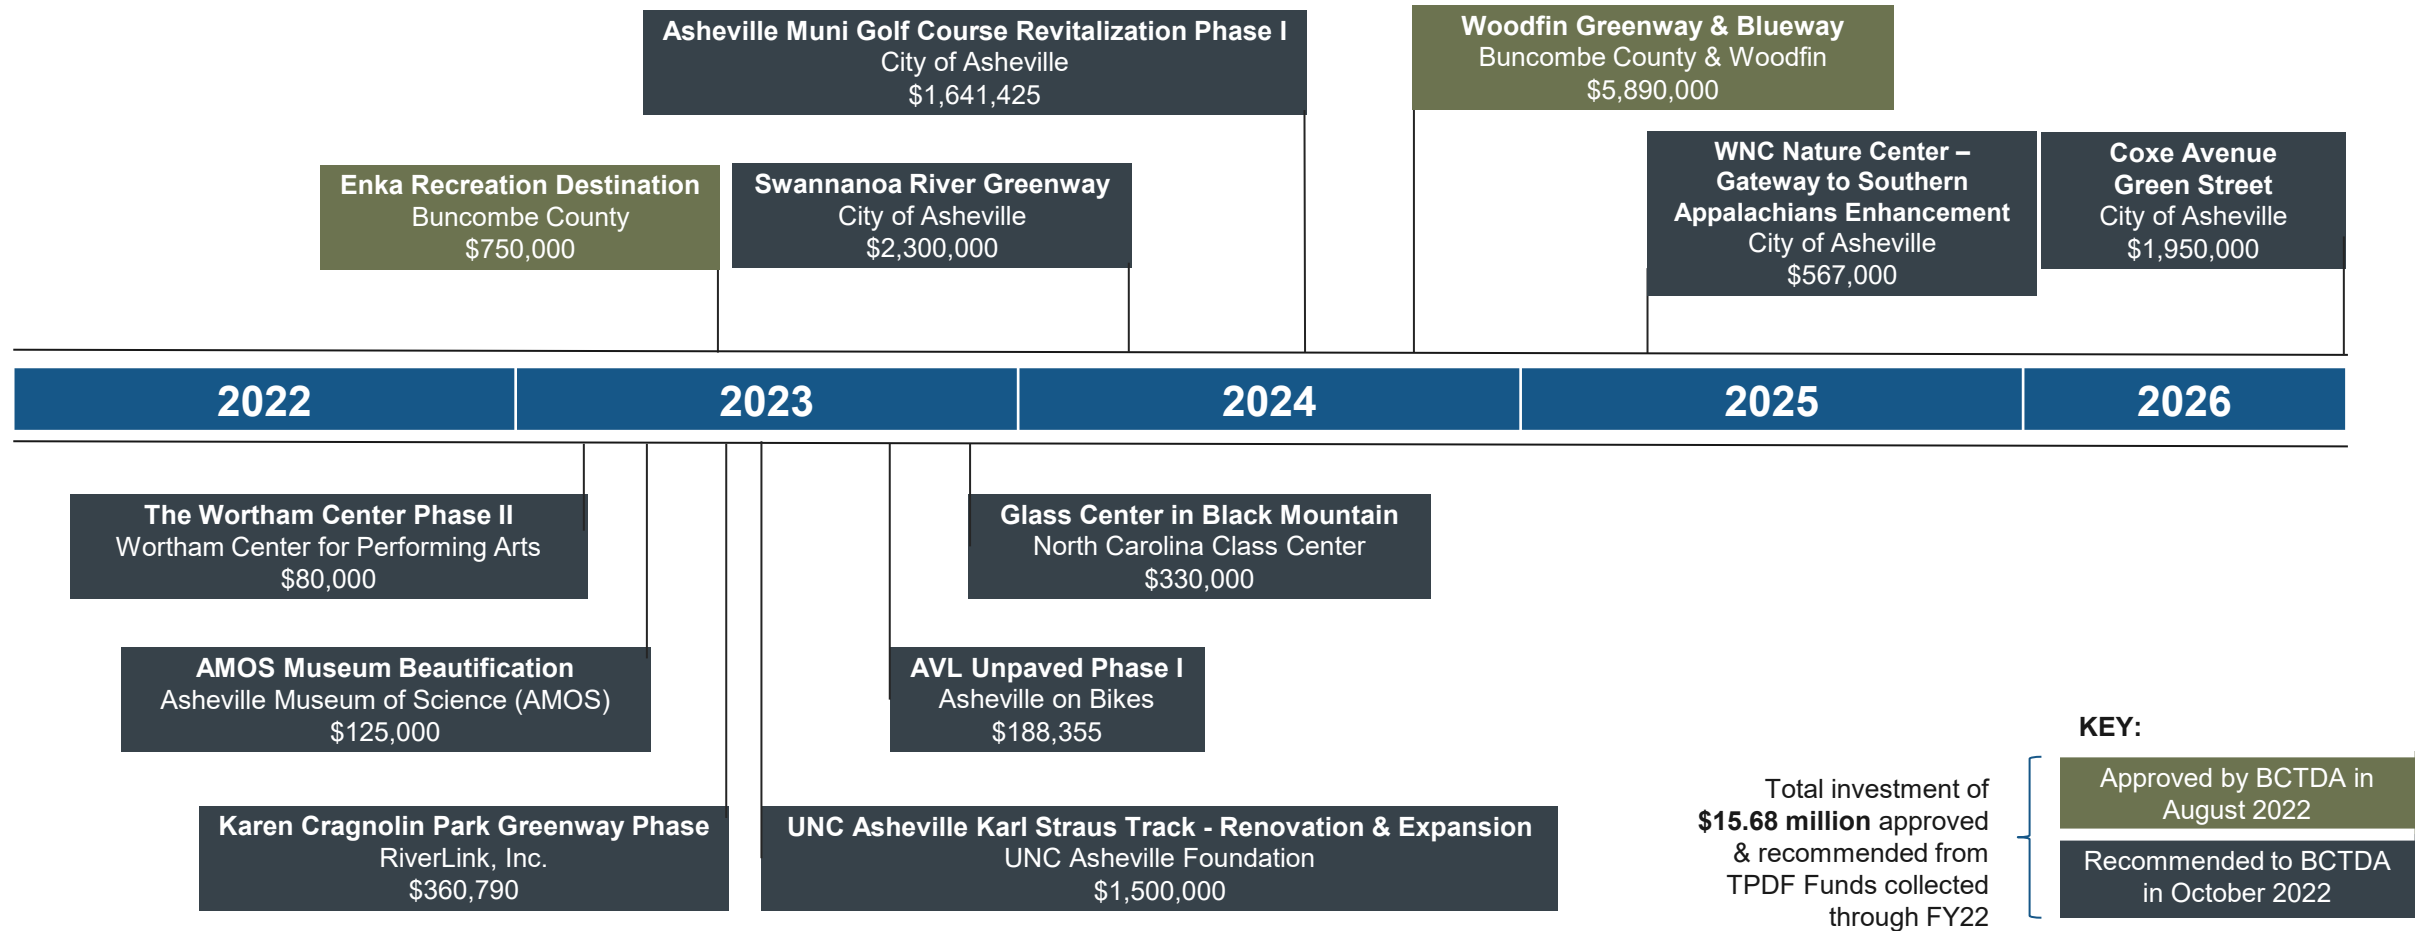 Asheville Muni Golf Course Revitalization Phase I
City of Asheville
$1,641,425
Woodfin Greenway & Blueway
Buncombe County & Woodfin
$5,890,000
Enka Recreation Destination
Buncombe County
$750,000
Swannanoa River Greenway
City of Asheville
$2,300,000
WNC Nature Center –
Gateway to Southern
Appalachians Enhancement
City of Asheville
$567,000
Coxe Avenue
Green Street
City of Asheville
$1,950,000
2022
2023
2024
2025
2026
The Wortham Center Phase II
Wortham Center for Performing Arts
$80,000
Glass Center in Black Mountain
North Carolina Class Center
$330,000
AMOS Museum Beautification
Asheville Museum of Science (AMOS)
$125,000
AVL Unpaved Phase I
Asheville on Bikes
$188,355
Karen Cragnolin Park Greenway Phase
RiverLink, Inc.
$360,790
UNC Asheville Karl Straus Track - Renovation & Expansion
UNC Asheville Foundation
$1,500,000
Total investment of
$15.68 million approved
& recommended from
TPDF Funds collected
through FY22
KEY:
Approved by BCTDA in
August 2022
Recommended to BCTDA
in October 2022